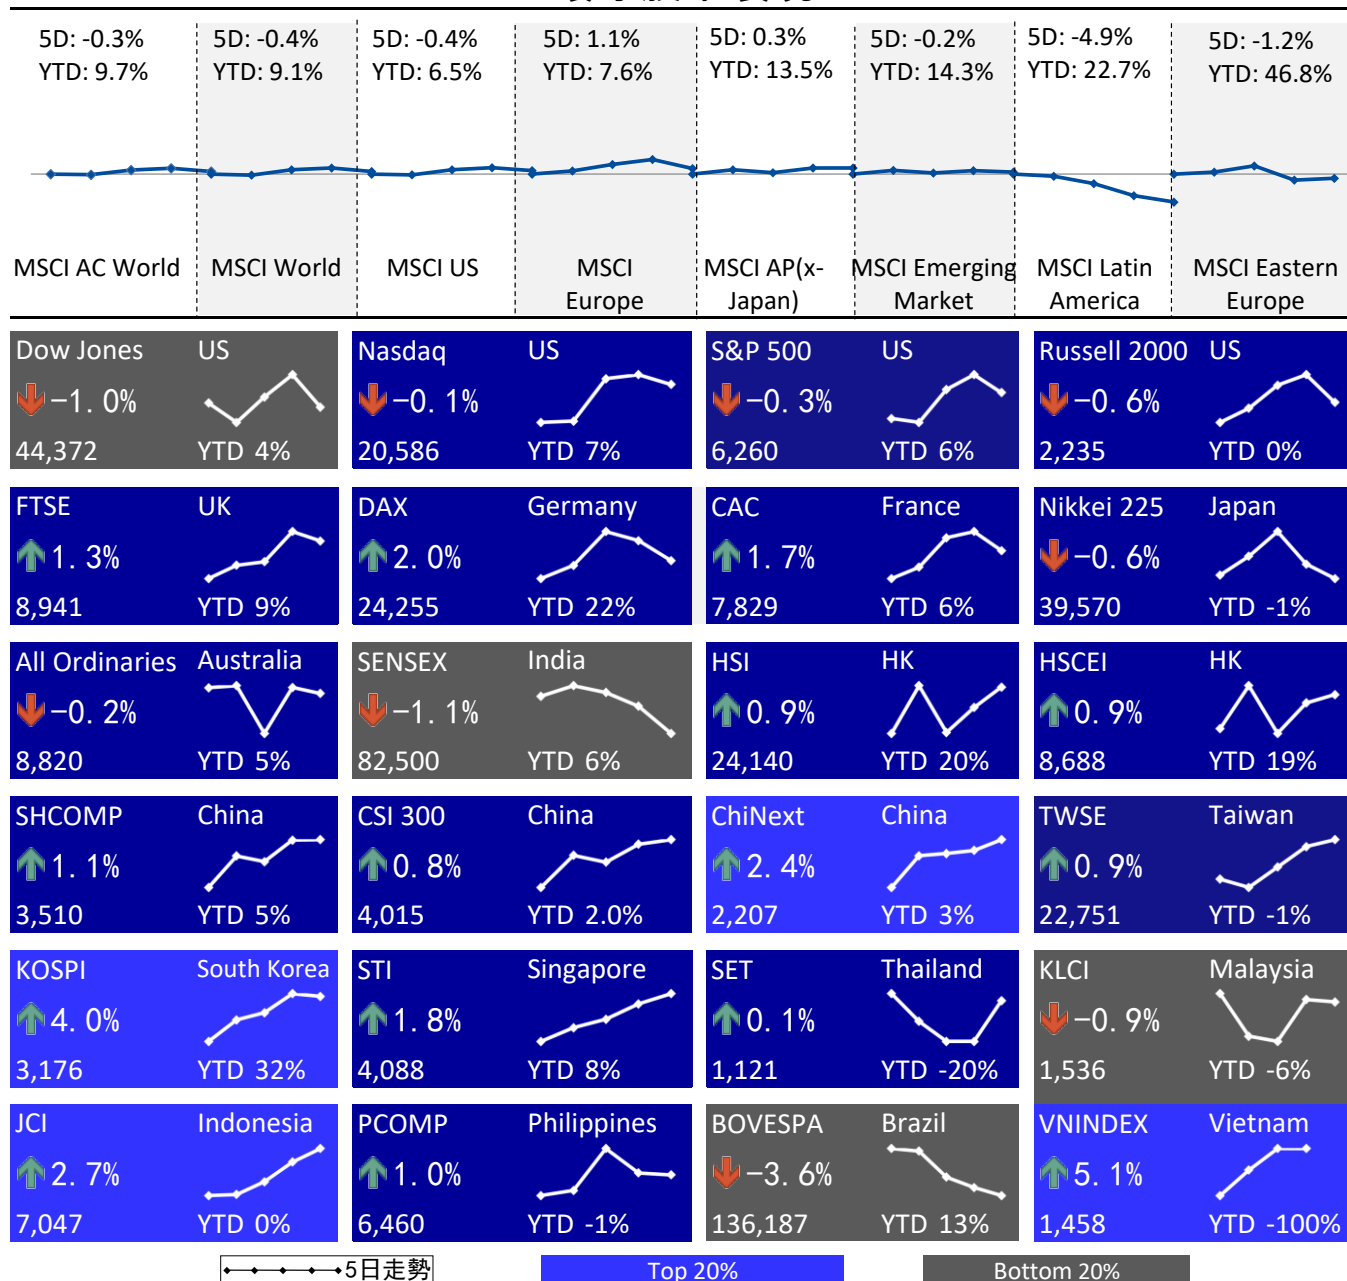 5D: -0.3% 5D: -0.4% 5D: -0.4% 5D: 1.1% 5D: 0.3% 5D: -0.2% 5D: -4.9% 5D: -1.2%
YTD: 9.7% YTD: 9.1% YTD: 6.5% YTD: 7.6% YTD: 13.5% YTD: 14.3% YTD: 22.7% YTD: 46.8%
MSCI AC World MSCI World MSCI US MSCI MSCI AP(x- MSCI Emerging MSCI Latin MSCI Eastern
Europe Japan) Market America Europe
Dow Jones US Nasdaq US S&P 500 US Russell 2000 US
-1.0% -0.1% -0.3% -0.6%
44,372 YTD 4% 20,586 YTD 7% 6,260 YTD 6% 2,235 YTD 0%
FTSE UK DAX Germany CAC France Nikkei 225 Japan
1.3% 2.0% 1.7% -0.6%
8,941 YTD 9% 24,255 YTD 22% 7,829 YTD 6% 39,570 YTD -1%
All Ordinaries Australia SENSEX India HSI HK HSCEI HK
-0.2% -1.1% 0.9% 0.9%
8,820 YTD 5% 82,500 YTD 6% 24,140 YTD 20% 8,688 YTD 19%
SHCOMP China CSI 300 China ChiNext China TWSE Taiwan
1.1% 0.8% 2.4% 0.9%
3,510 YTD 5% 4,015 YTD 2.0% 2,207 YTD 3% 22,751 YTD -1%
KOSPI South Korea STI Singapore SET Thailand KLCI Malaysia
4.0% 1.8% 0.1% -0.9%
3,176 YTD 32% 4,088 YTD 8% 1,121 YTD -20% 1,536 YTD -6%
JCI Indonesia PCOMP Philippines BOVESPA Brazil VNINDEX Vietnam
2.7% 1.0% -3.6% 5.1%
7,047 YTD 0% 6,460 YTD -1% 136,187 YTD 13% 1,458 YTD -100%
5日走勢 Top 20% Bottom 20%